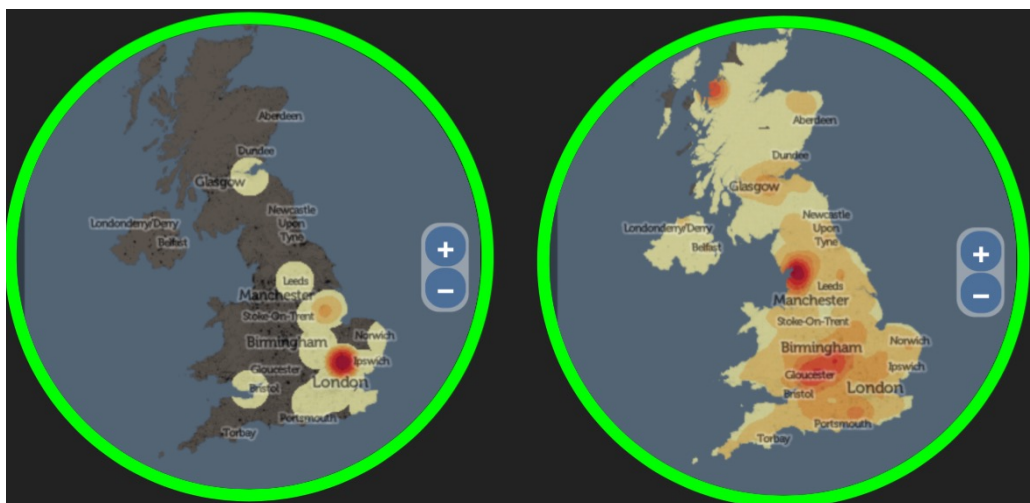 Aberdeen
Dundee
Glasgow
Londonderry/Derry
Belfast
Newcastle
Upon
Tyne
Leeds
Manchester
Stoke-On-Trent
Norwich
Birmingham
Ipswich
Gloucester
London
Bristol
Portsmouth
Torbay
+
−
Aberdeen
Dundee
Glasgow
Londonderry/Derry
Belfast
Newcastle
Upon
Tyne
Leeds
Manchester
Stoke-On-Trent
Birmingham
Norwich
Ipswich
Gloucester
London
Bristol
Portsmouth
Torbay
+
−